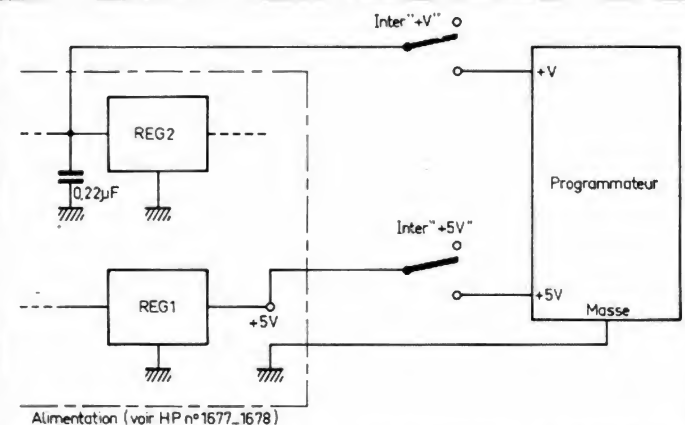 Inter"+V"
+V
REG2
0,22µF
Programmateur
Inter"+5V"
REG1
+5V
+5V
Masse
Alimentation (voir HP n°1677_1678)